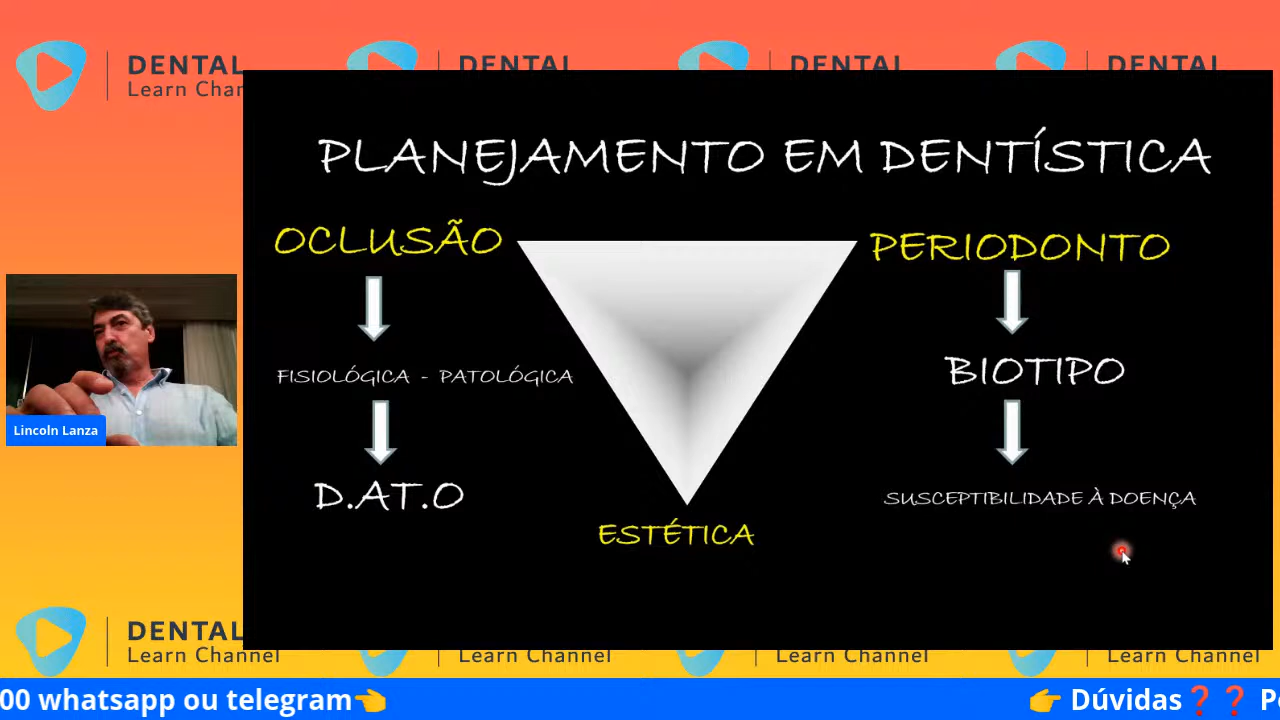 DENTAL
Learn Chan
DENTAL
DENTAL
DENTAL
PLANEJAMENTO EM DENTÍSTICA
OCLUSÃO
PERIODONTO
FISIOLÓGICA - PATOLÓGICA
BIOTIPO
D.AT.O
SUSCEPTIBILIDADE À DOENÇA
ESTÉTICA
Lincoln Lanza
DENTAL
Learn Channel
Learn Channel
Learn Channel
Learn Channel
00 whatsapp ou telegram👈
👉 Dúvidas❓❓ P